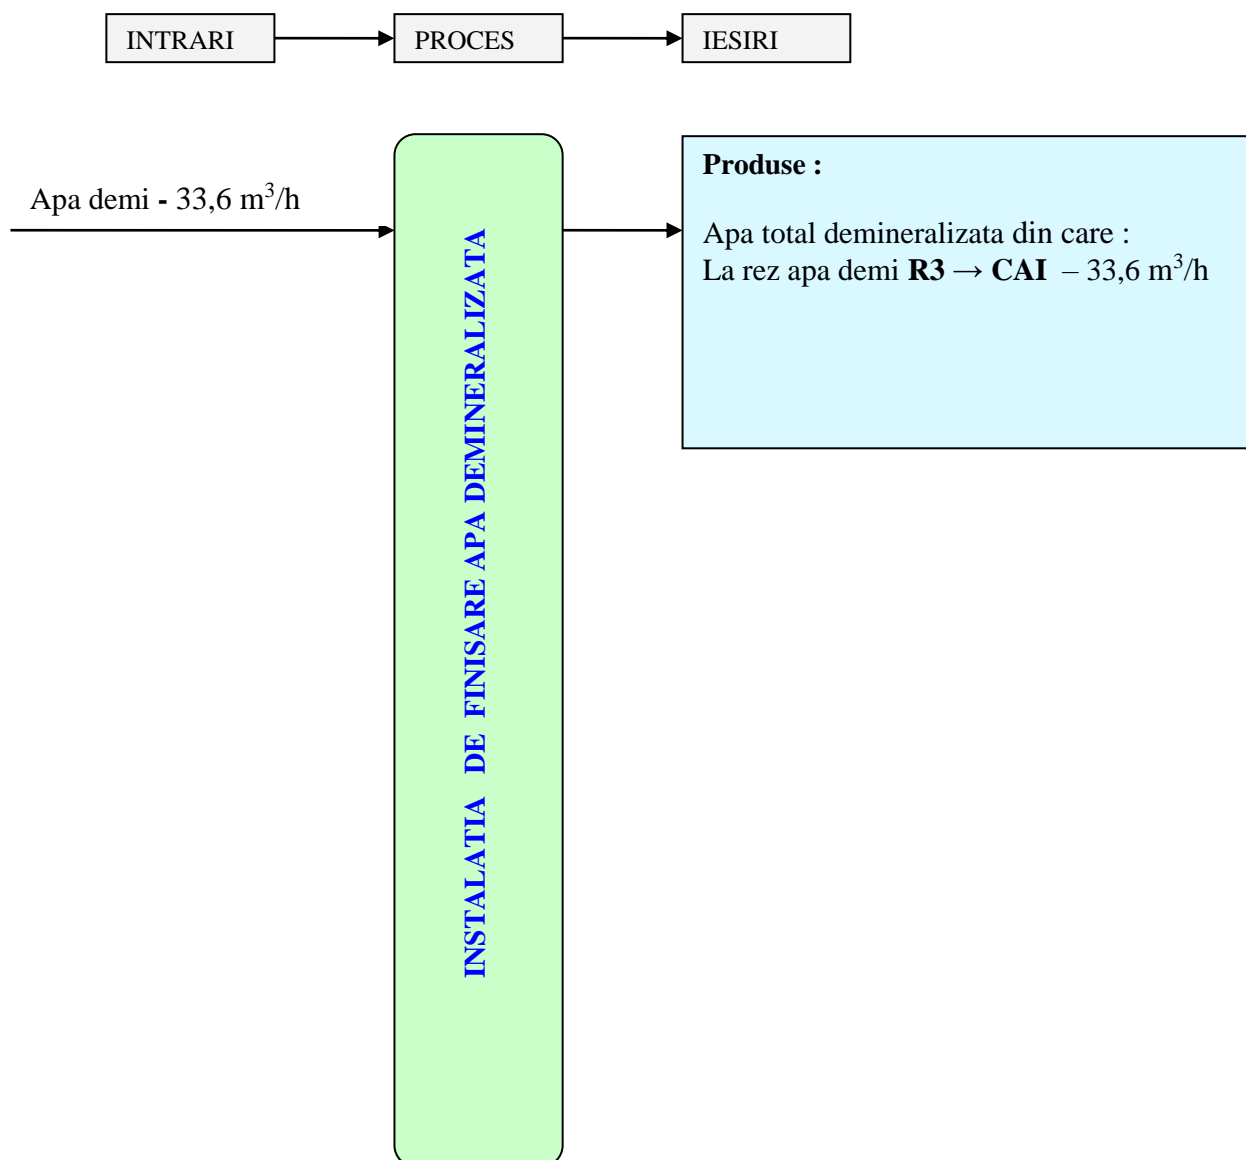 INTRARI
PROCES
IESIRI
Apa demi - 33,6 m³/h
INSTALATIA DE FINISARE APA DEMINERALIZATA
Produse :
Apa total demineralizata din care :
La rez apa demi R3 → CAI – 33,6 m³/h